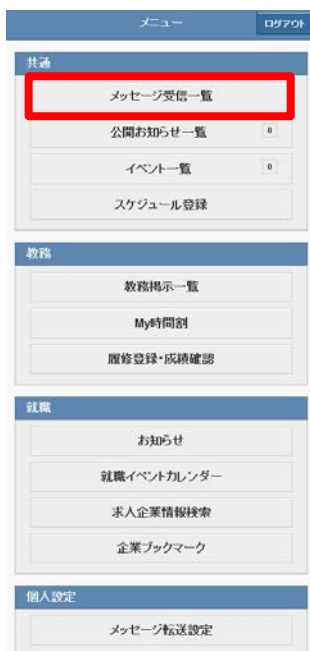 メニュー
ログアウト
共通
メッセージ受信一覧
公開お知らせ一覧 0
イベント一覧 0
スケジュール登録
教務
教務掲示一覧
My時間割
履修登録・成績確認
就職
お知らせ
就職イベントカレンダー
求人企業情報検索
企業ブックマーク
個人設定
メッセージ転送設定